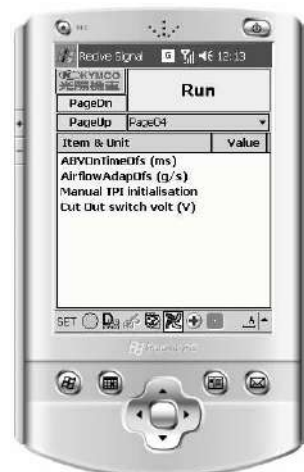 Recive Signal G 12:13
KYMCO
光陽機車
Run
PageDn
PageUp Page04
Item & Unit Value
ABVOnTimeOfs (ms)
AirflowAdapOfs (g/s)
Manual TPI initialisation
Cut Out switch volt (V)
SET A